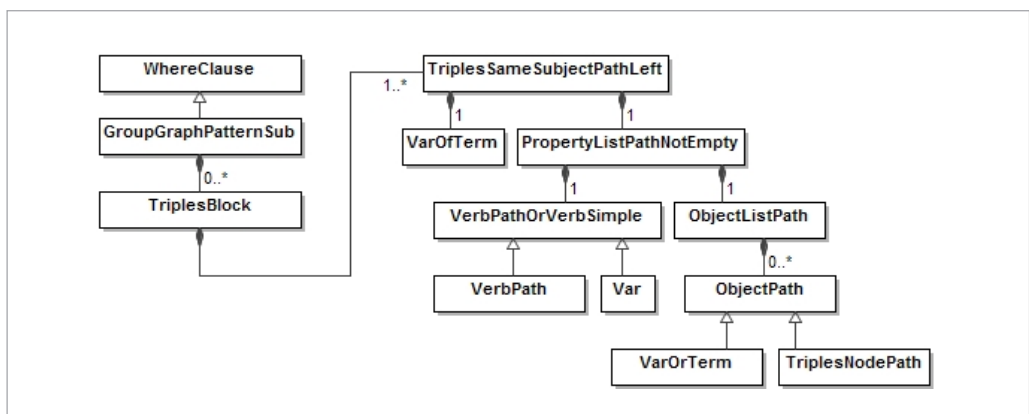 WhereClause
TriplesSameSubjectPathLeft
1..*
1
1
GroupGraphPatternSub
VarOfTerm
PropertyListPathNotEmpty
0..*
1
1
TriplesBlock
VerbPathOrVerbSimple
ObjectListPath
0..*
VerbPath
Var
ObjectPath
VarOrTerm
TriplesNodePath